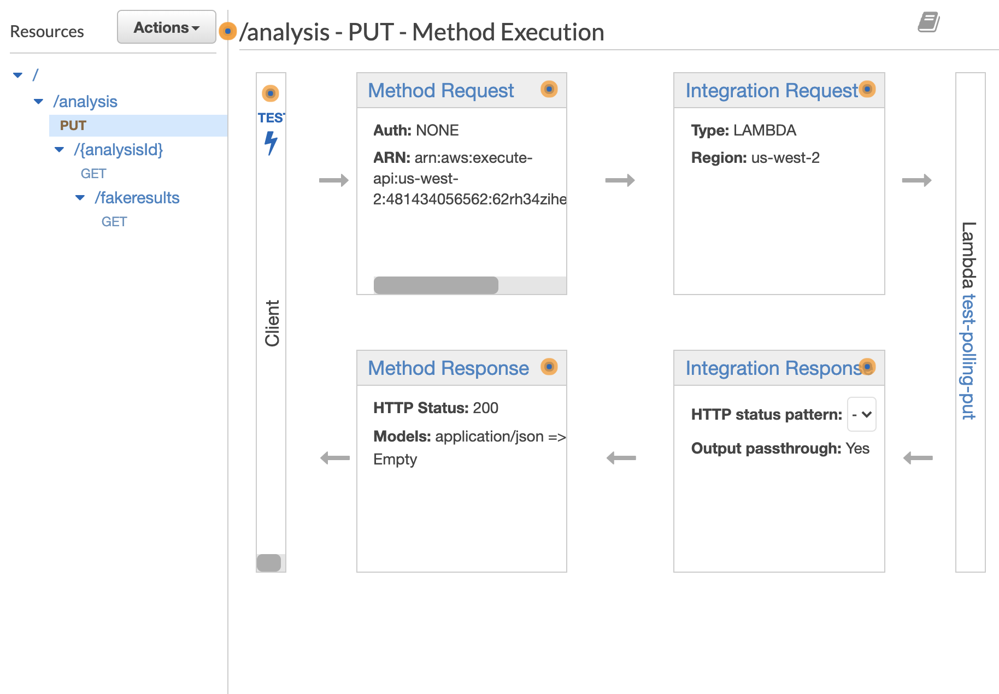 Resources
Actions
/
/analysis
PUT
/{analysisId}
GET
/fakeresults
GET
/analysis - PUT - Method Execution
TEST
Client
Method Request
Auth: NONE
ARN: arn:aws:execute-
api:us-west-
2:481434056562:62rh34zihe
Integration Request
Type: LAMBDA
Region: us-west-2
Lambda test-polling-put
Method Response
HTTP Status: 200
Models: application/json =>
Empty
Integration Response
HTTP status pattern: -
Output passthrough: Yes